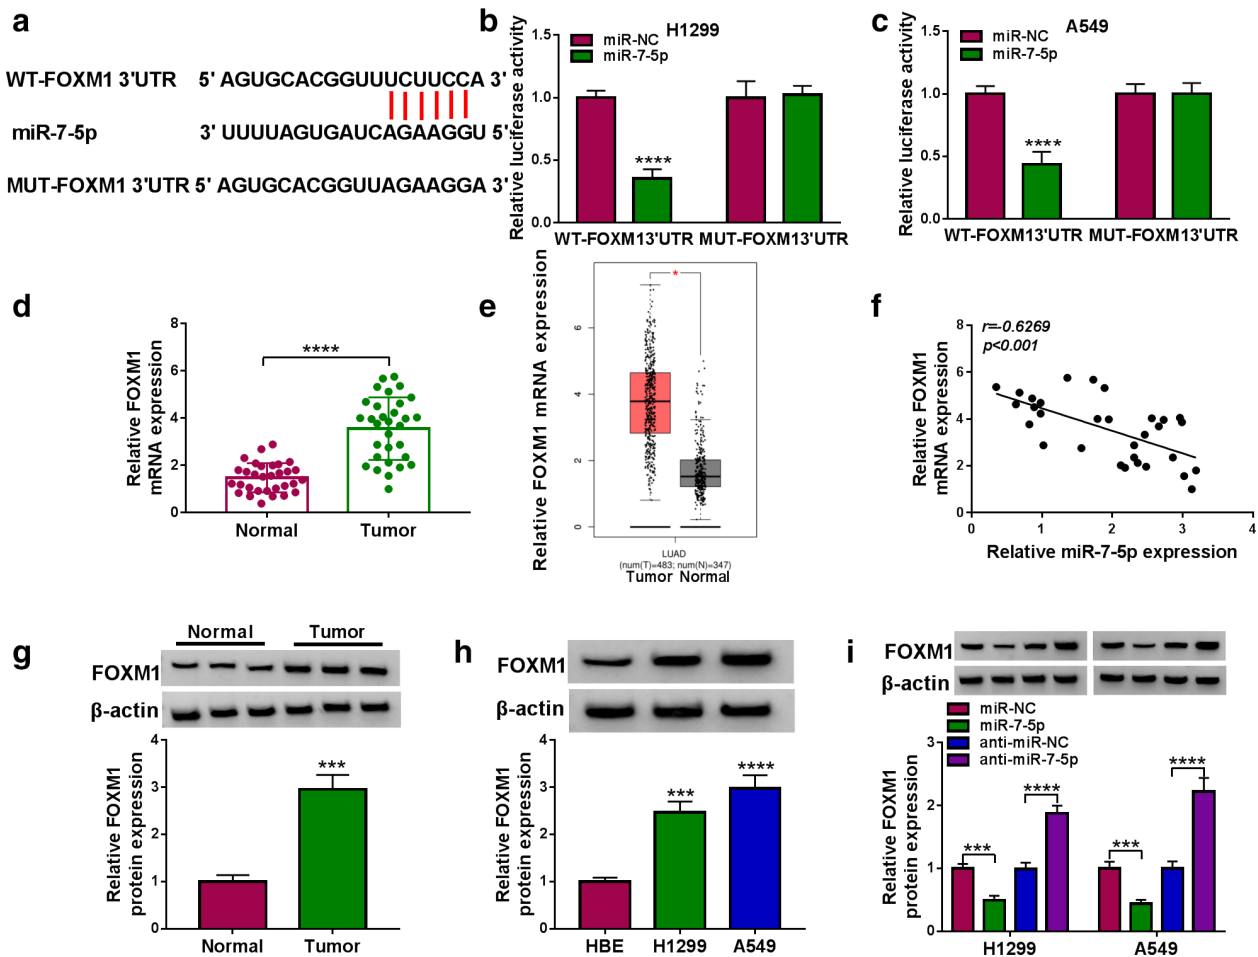 a
WT-FOXM1 3'UTR 5' AGUGCACGGUUUCUUCCA 3'
miR-7-5p 3' UUUUAGUGAUCAGAAGGU 5'
MUT-FOXM1 3'UTR 5' AGUGCACGGUUAGAAGGA 3'
b
H1299
miR-NC
miR-7-5p
Relative luciferase activity
1.5
1.0
0.5
0.0
****
WT-FOXM13'UTR MUT-FOXM13'UTR
c
A549
miR-NC
miR-7-5p
Relative luciferase activity
1.5
1.0
0.5
0.0
****
WT-FOXM13'UTR MUT-FOXM13'UTR
d
Relative FOXM1
mRNA expression
8
6
4
2
0
****
Normal Tumor
e
Relative FOXM1 mRNA expression
6
4
2
0
*
LUAD
(num(T)=483; num(N)=347)
Tumor Normal
f
Relative FOXM1
mRNA expression
8
6
4
2
0
r=-0.6269
p<0.001
0 1 2 3 4
Relative miR-7-5p expression
g
Normal Tumor
FOXM1
β-actin
Relative FOXM1
protein expression
4
3
2
1
0
***
Normal Tumor
h
FOXM1
β-actin
Relative FOXM1
protein expression
4
3
2
1
0
***
****
HBE H1299 A549
i
FOXM1
β-actin
miR-NC
miR-7-5p
anti-miR-NC
anti-miR-7-5p
Relative FOXM1
protein expression
3
2
1
0
***
****
***
****
H1299 A549